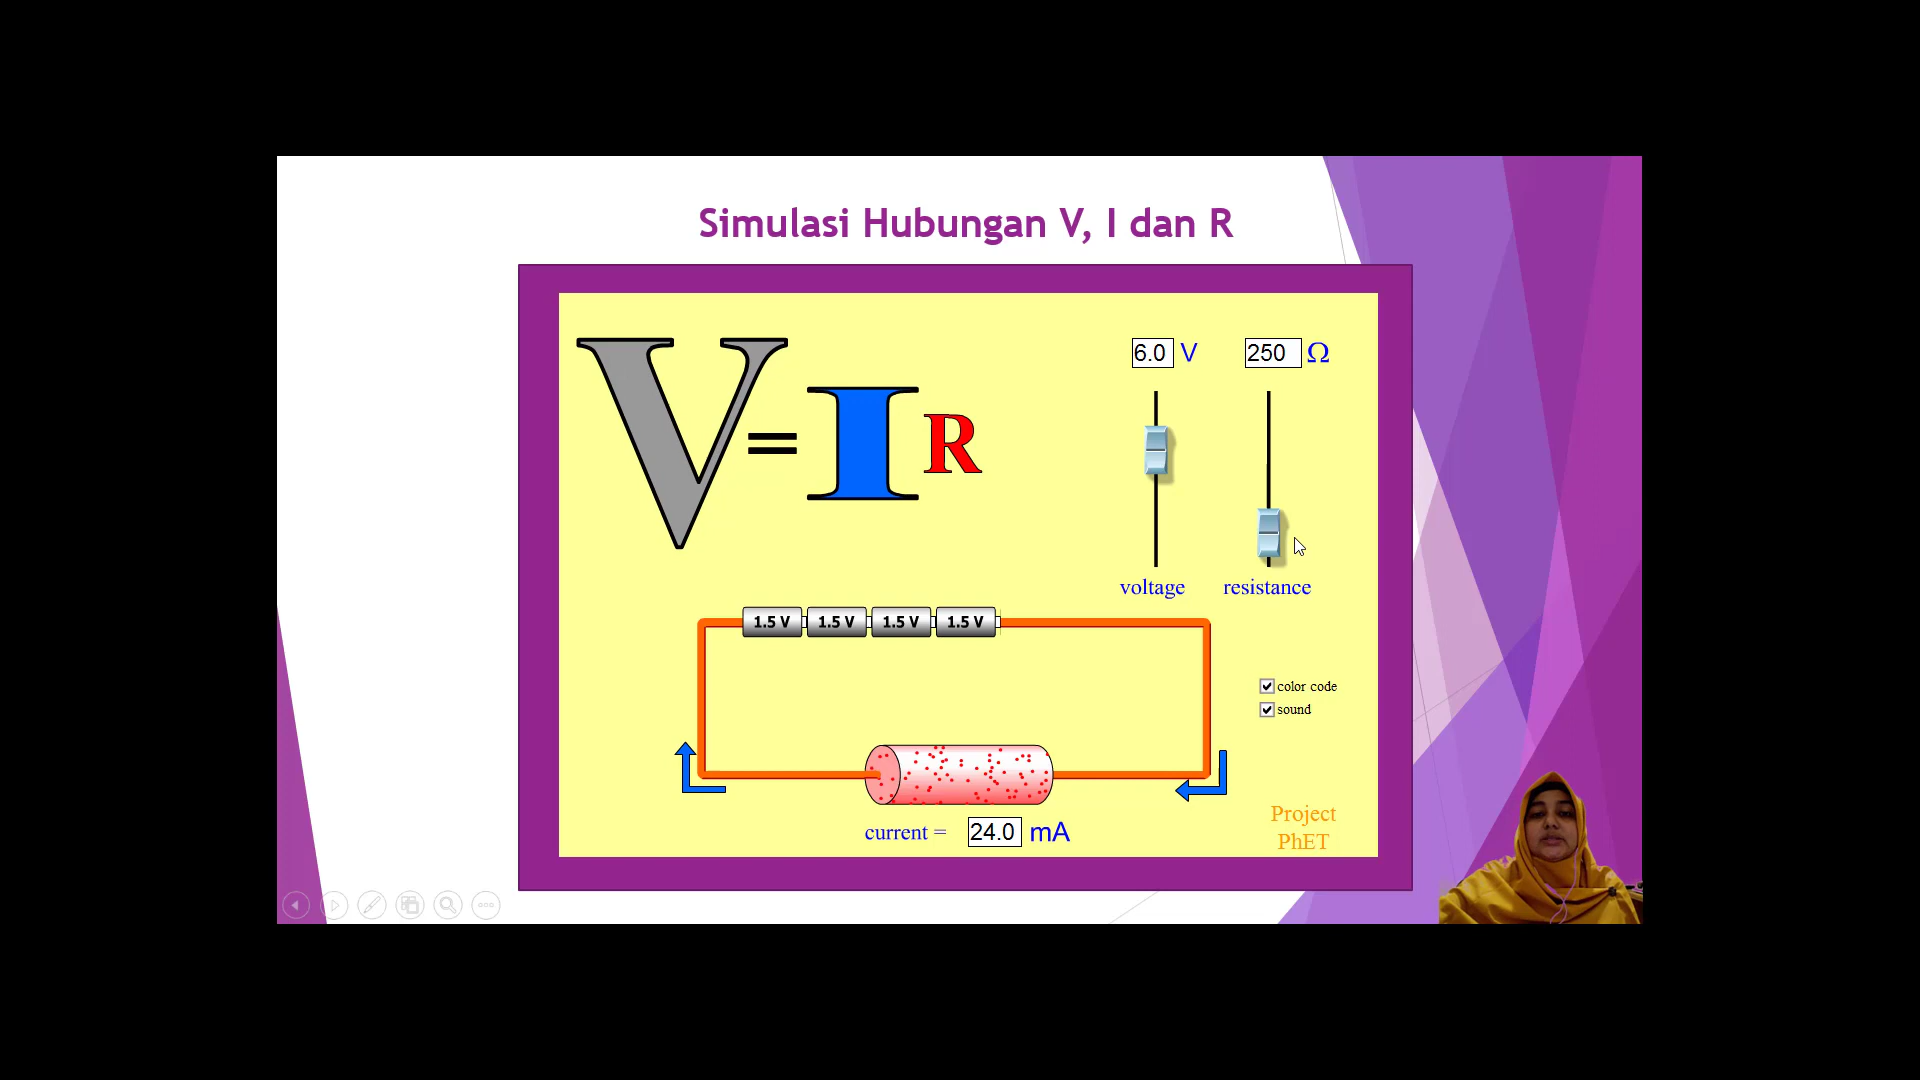 Simulasi Hubungan V, I dan R
V = I R
6.0 V
250 Ω
voltage
resistance
1.5 V 1.5 V 1.5 V 1.5 V
color code
sound
current = 24.0 mA
Project
PhET